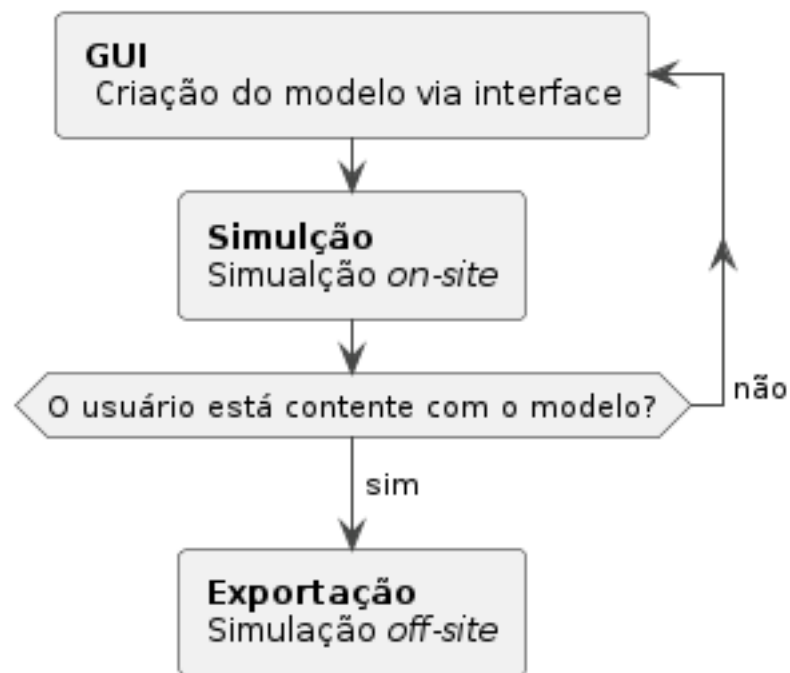 GUI
Criação do modelo via interface
Simulção
Simualção on-site
O usuário está contente com o modelo?
não
sim
Exportação
Simulação off-site